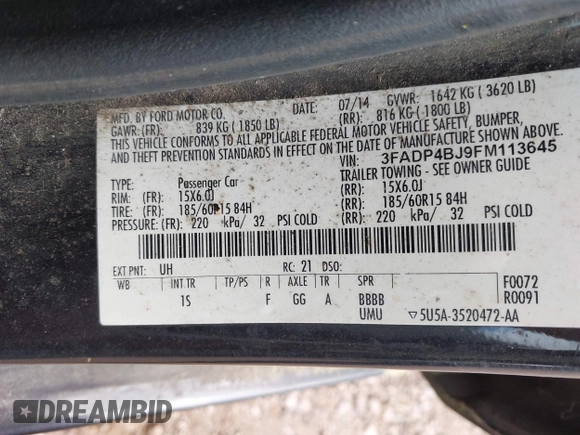 MFD. BY FORD MOTOR CO. 07/14 GVWR: 1642 KG ( 3620 LB)
GAWR: (FR): 839 KG ( 1850 LB) (RR): 816 KG ( 1800 LB)
THIS VEHICLE CONFORMS TO ALL APPLICABLE FEDERAL MOTOR VEHICLE SAFETY, BUMPER,
AND THEFT PREVENTION STANDARDS IN EFFECT ON THE DATE OF MANUFACTURE SHOWN ABOVE.
VIN: 3FADP4BJ9FM113645
TYPE: Passenger Car TRAILER TOWING - SEE OWNERS GUIDE
RIM: (FR): 15X6.0J (RR): 15X6.0J
TIRE: (FR): 185/60R15 84H (RR): 185/60R15 84H
PRESSURE: (FR): 220 kPa/ 32 PSI COLD (RR): 220 kPa/ 32 PSI COLD
EXT PNT: UH RC: 21 DSO:
WB INT TR TP/PS R AXLE TR SPR F0072
1S F GG A BBBB R0091
UMU ▽5U5A-3520472-AA
DREAMBID